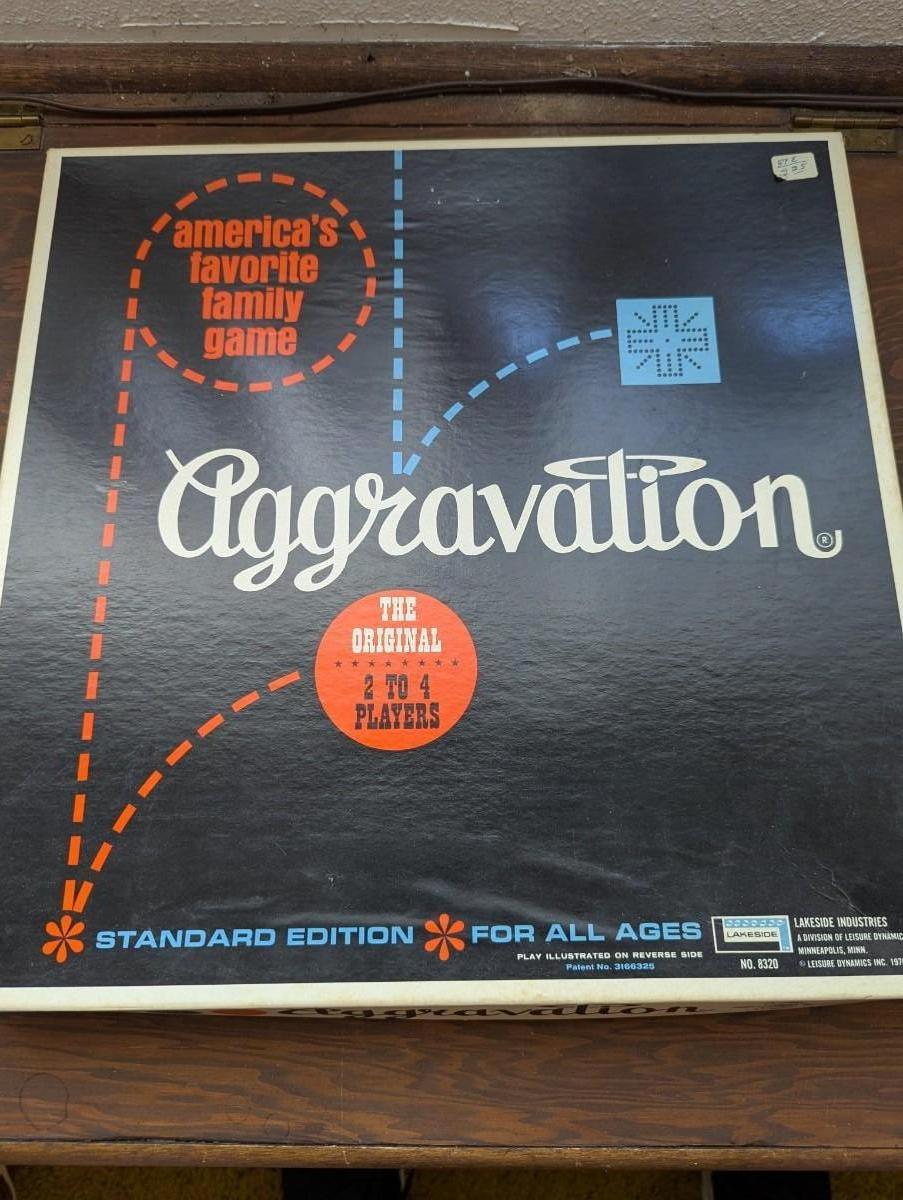 america's
favorite
family
game
Aggravation
®
THE
ORIGINAL
2 TO 4
PLAYERS
STANDARD EDITION
FOR ALL AGES
PLAY ILLUSTRATED ON REVERSE SIDE
Patent No. 3166325
LAKESIDE
NO. 8320
LAKESIDE INDUSTRIES
A DIVISION OF LEISURE
MINNEAPOLIS, MINN.
© LEISURE DYNAMICS INC.
Aggravation